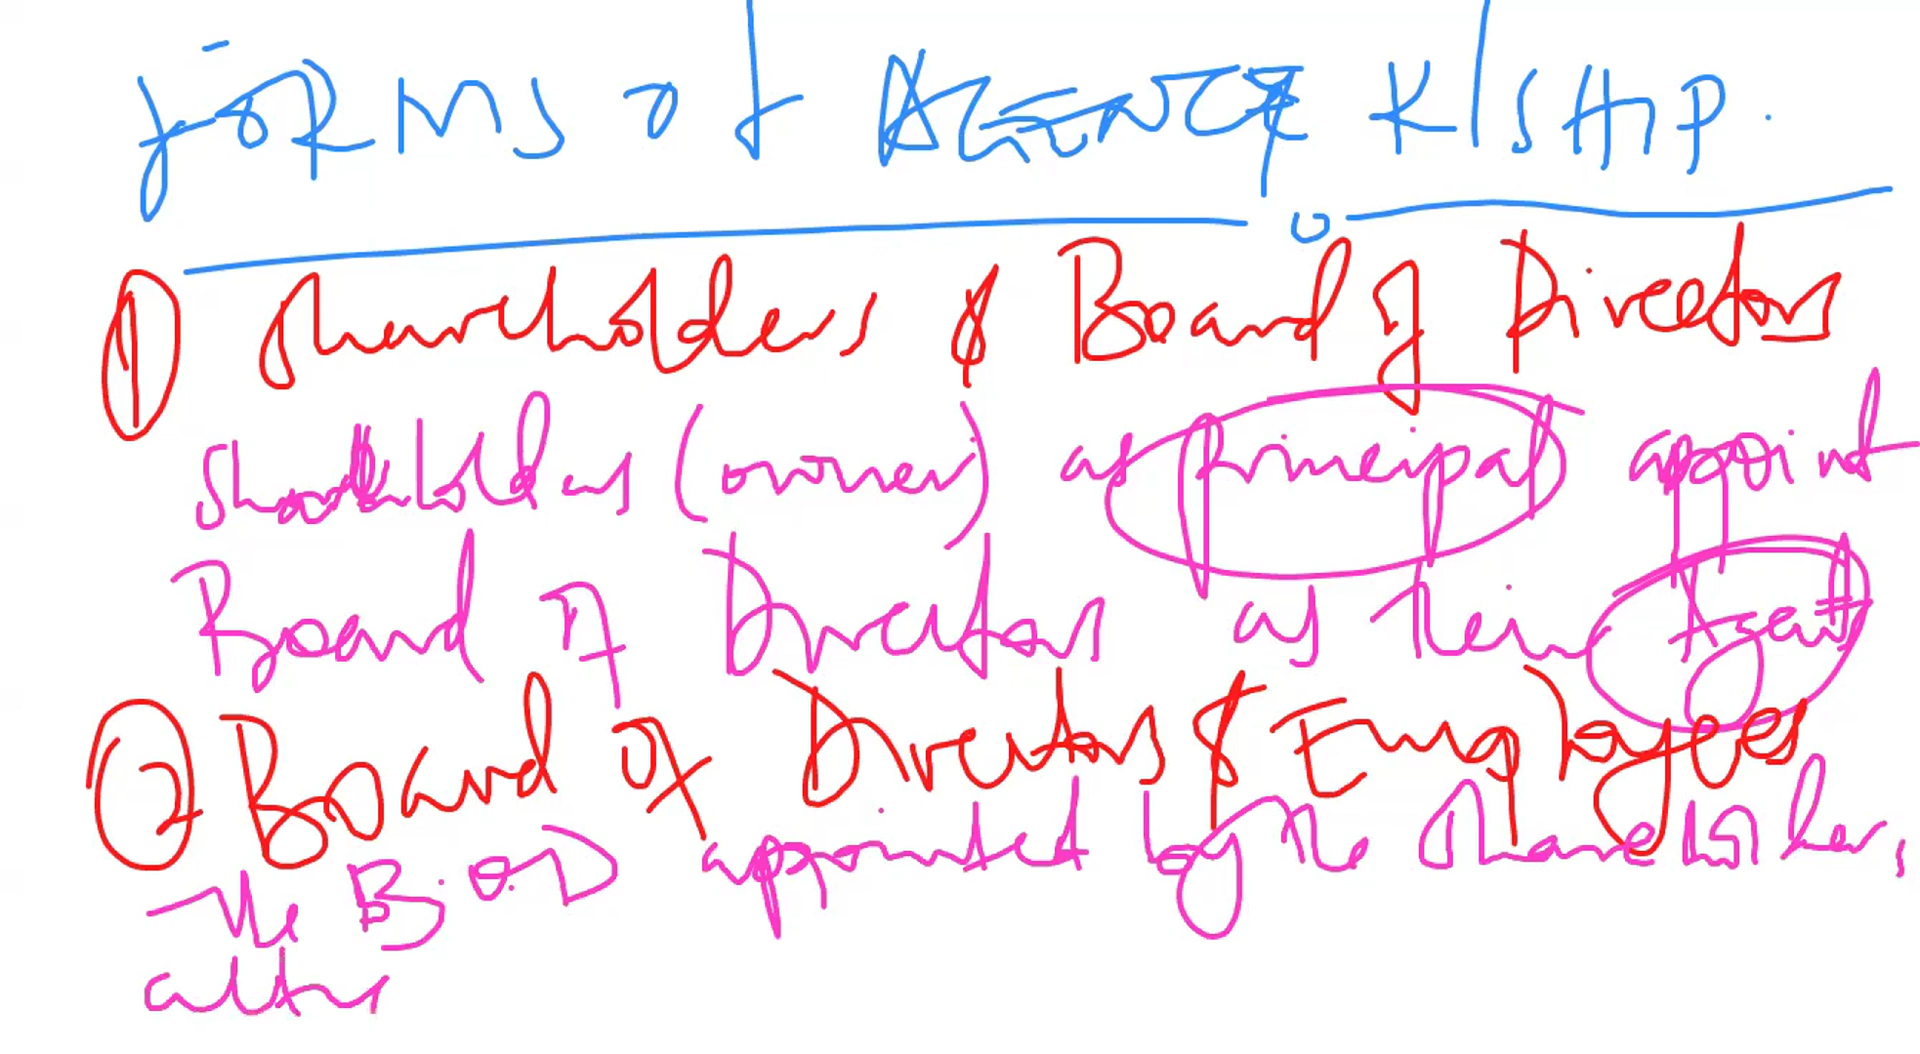 FORMS of AGENCY R/SHIP.
① Shareholders & Board of Directors
Shareholders (owner) as principal appoint
Board of Directors as their Agent
② Board of Directors & Employees
The B.O.D appointed by the Shareholders,